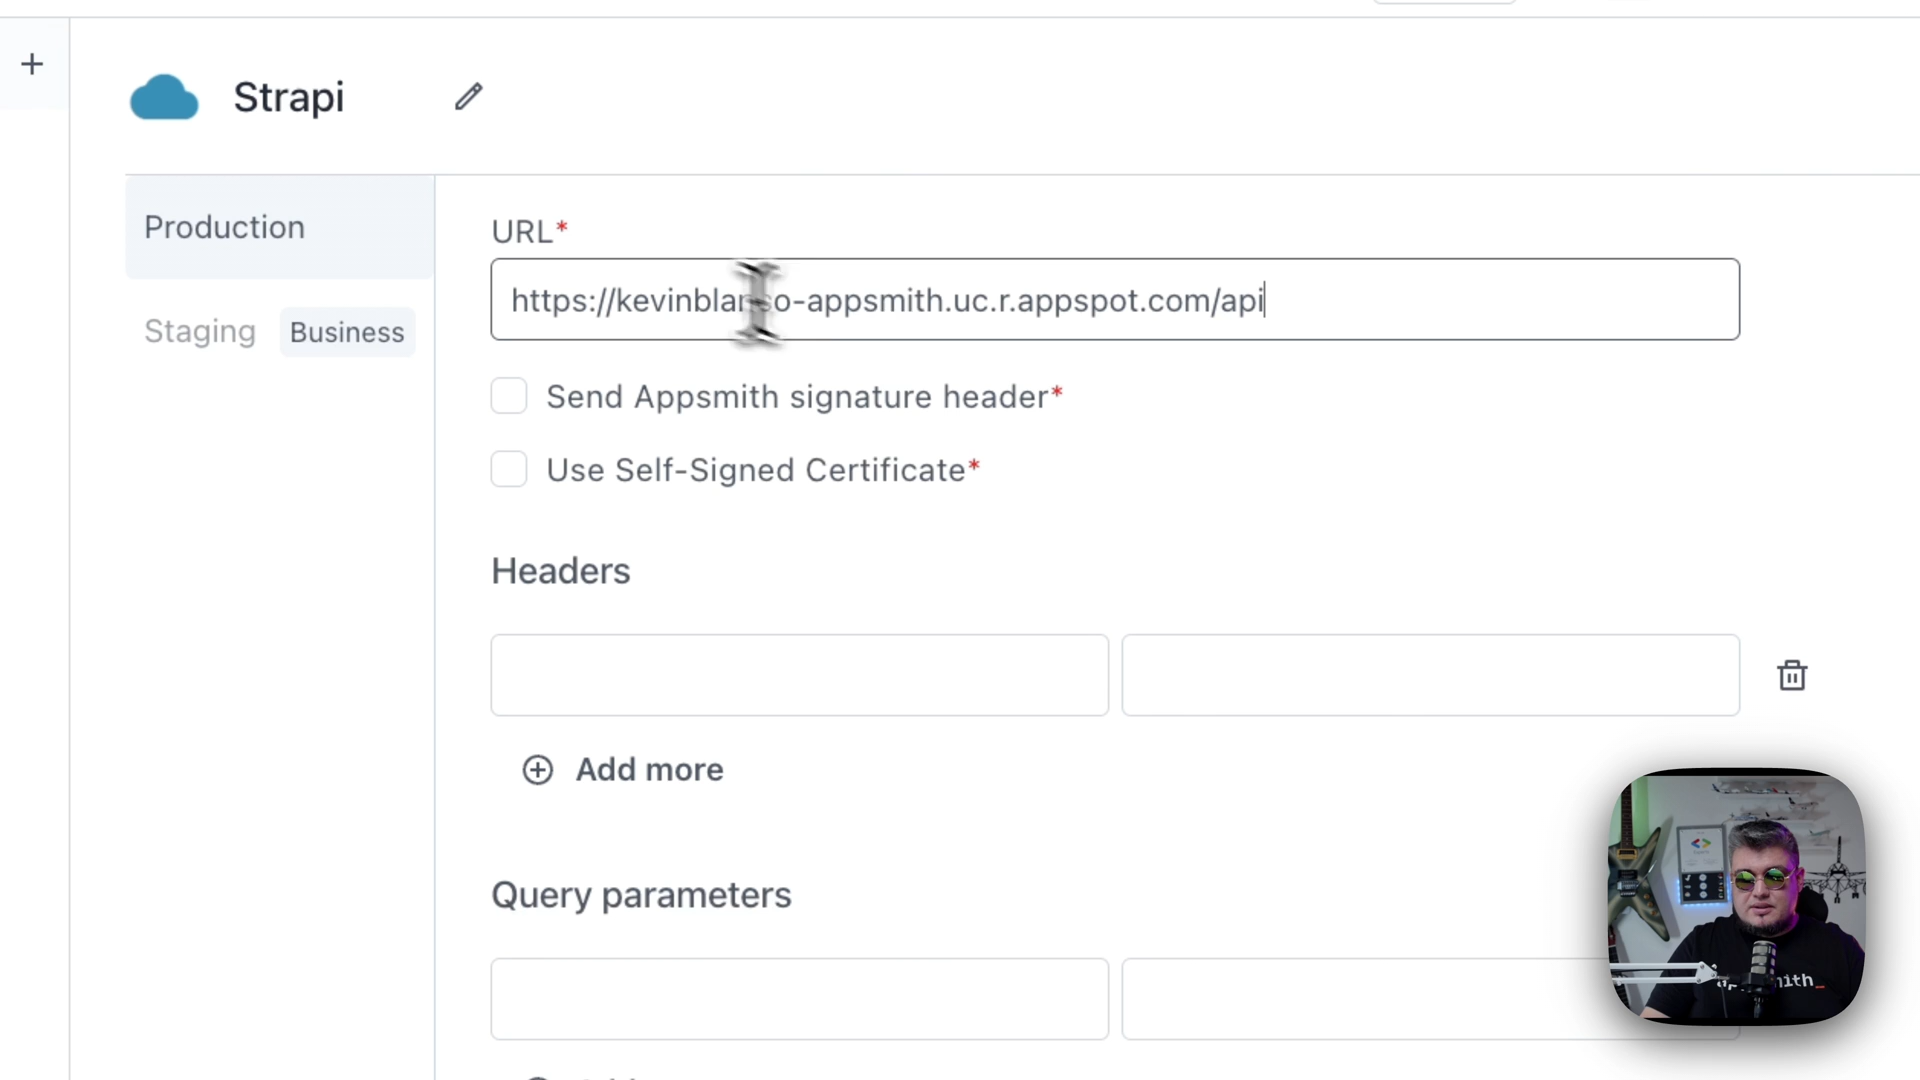 Strapi
Production
Staging Business
URL*
https://kevinblanco-appsmith.uc.r.appspot.com/api
Send Appsmith signature header*
Use Self-Signed Certificate*
Headers
Add more
Query parameters